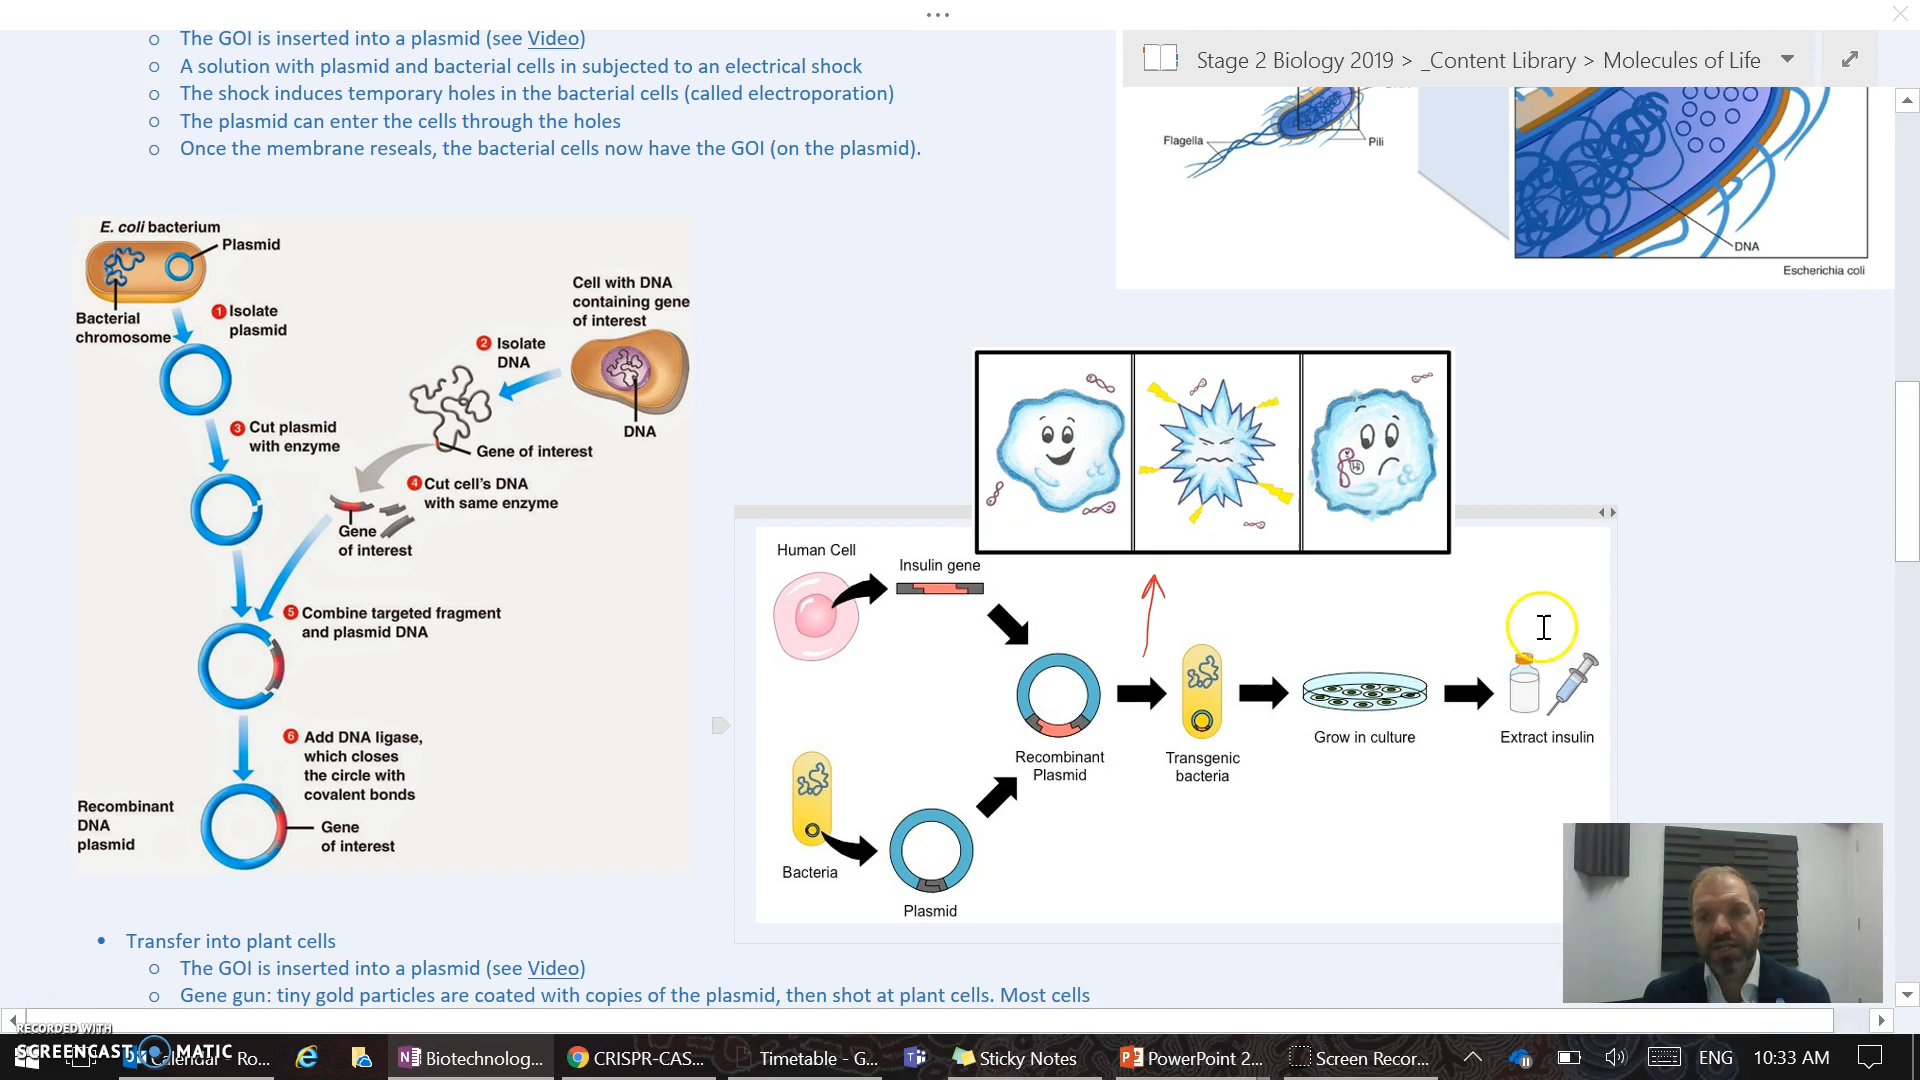 o The GOI is inserted into a plasmid (see Video)
o A solution with plasmid and bacterial cells in subjected to an electrical shock
o The shock induces temporary holes in the bacterial cells (called electroporation)
o The plasmid can enter the cells through the holes
o Once the membrane reseals, the bacterial cells now have the GOI (on the plasmid).
Stage 2 Biology 2019 > _Content Library > Molecules of Life
Flagella
Pili
DNA
Escherichia coli
E. coli bacterium
Plasmid
Bacterial
chromosome
1 Isolate
plasmid
Cell with DNA
containing gene
of interest
2 Isolate
DNA
DNA
3 Cut plasmid
with enzyme
Gene of interest
4 Cut cell's DNA
with same enzyme
Gene
of interest
5 Combine targeted fragment
and plasmid DNA
6 Add DNA ligase,
which closes
the circle with
covalent bonds
Recombinant
DNA
plasmid
Gene
of interest
Hi
Human Cell
Insulin gene
Recombinant
Plasmid
Transgenic
bacteria
Grow in culture
Extract insulin
Bacteria
Plasmid
• Transfer into plant cells
o The GOI is inserted into a plasmid (see Video)
o Gene gun: tiny gold particles are coated with copies of the plasmid, then shot at plant cells. Most cells
RECORDED WITH
SCREENCAST MATIC
Calendar - Ro...
Biotechnolog...
CRISPR-CAS...
Timetable - G...
Sticky Notes
PowerPoint 2...
Screen Recor...
ENG
10:33 AM